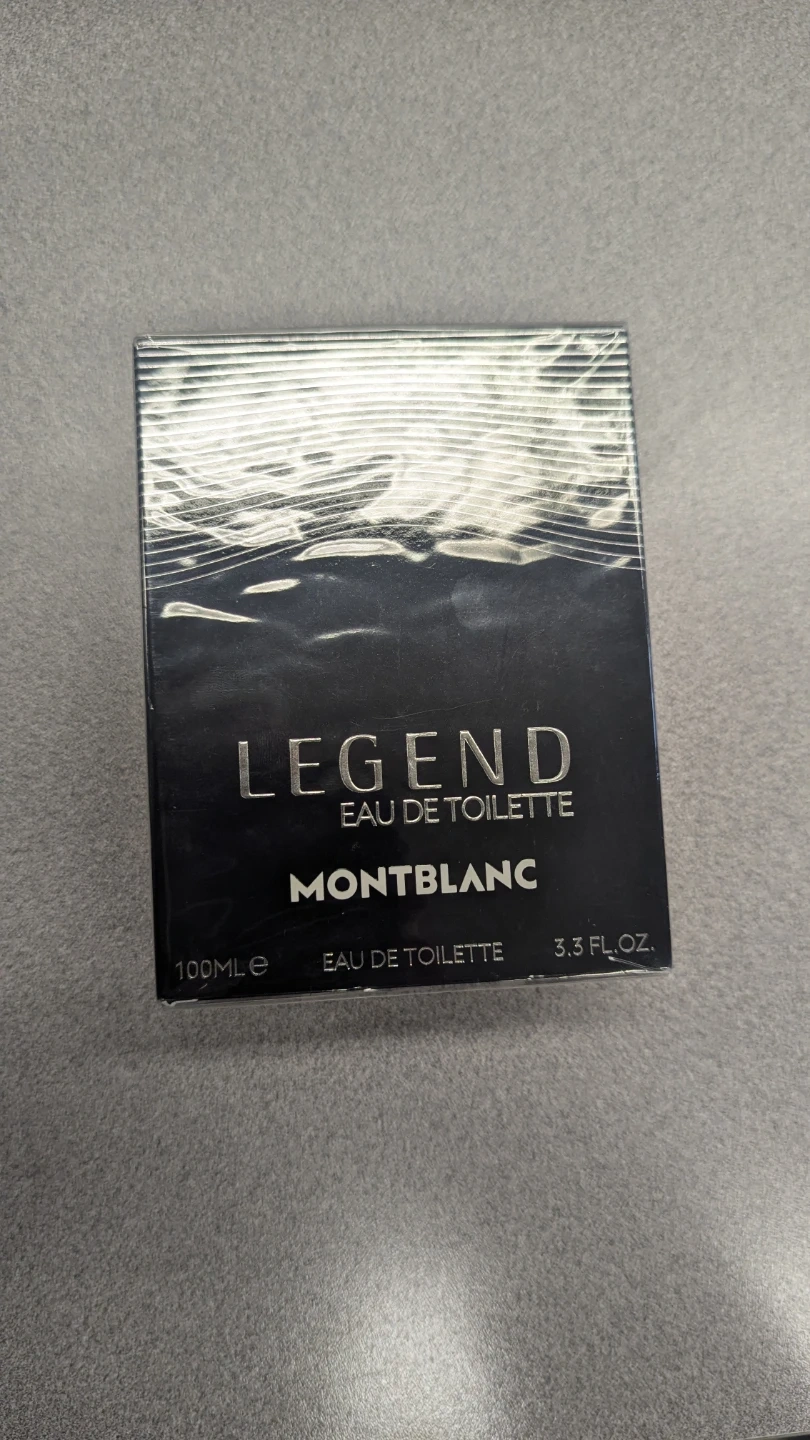 LEGEND
EAU DE TOILETTE
MONTBLANC
100ML℮ EAU DE TOILETTE 3.3 FL.OZ.